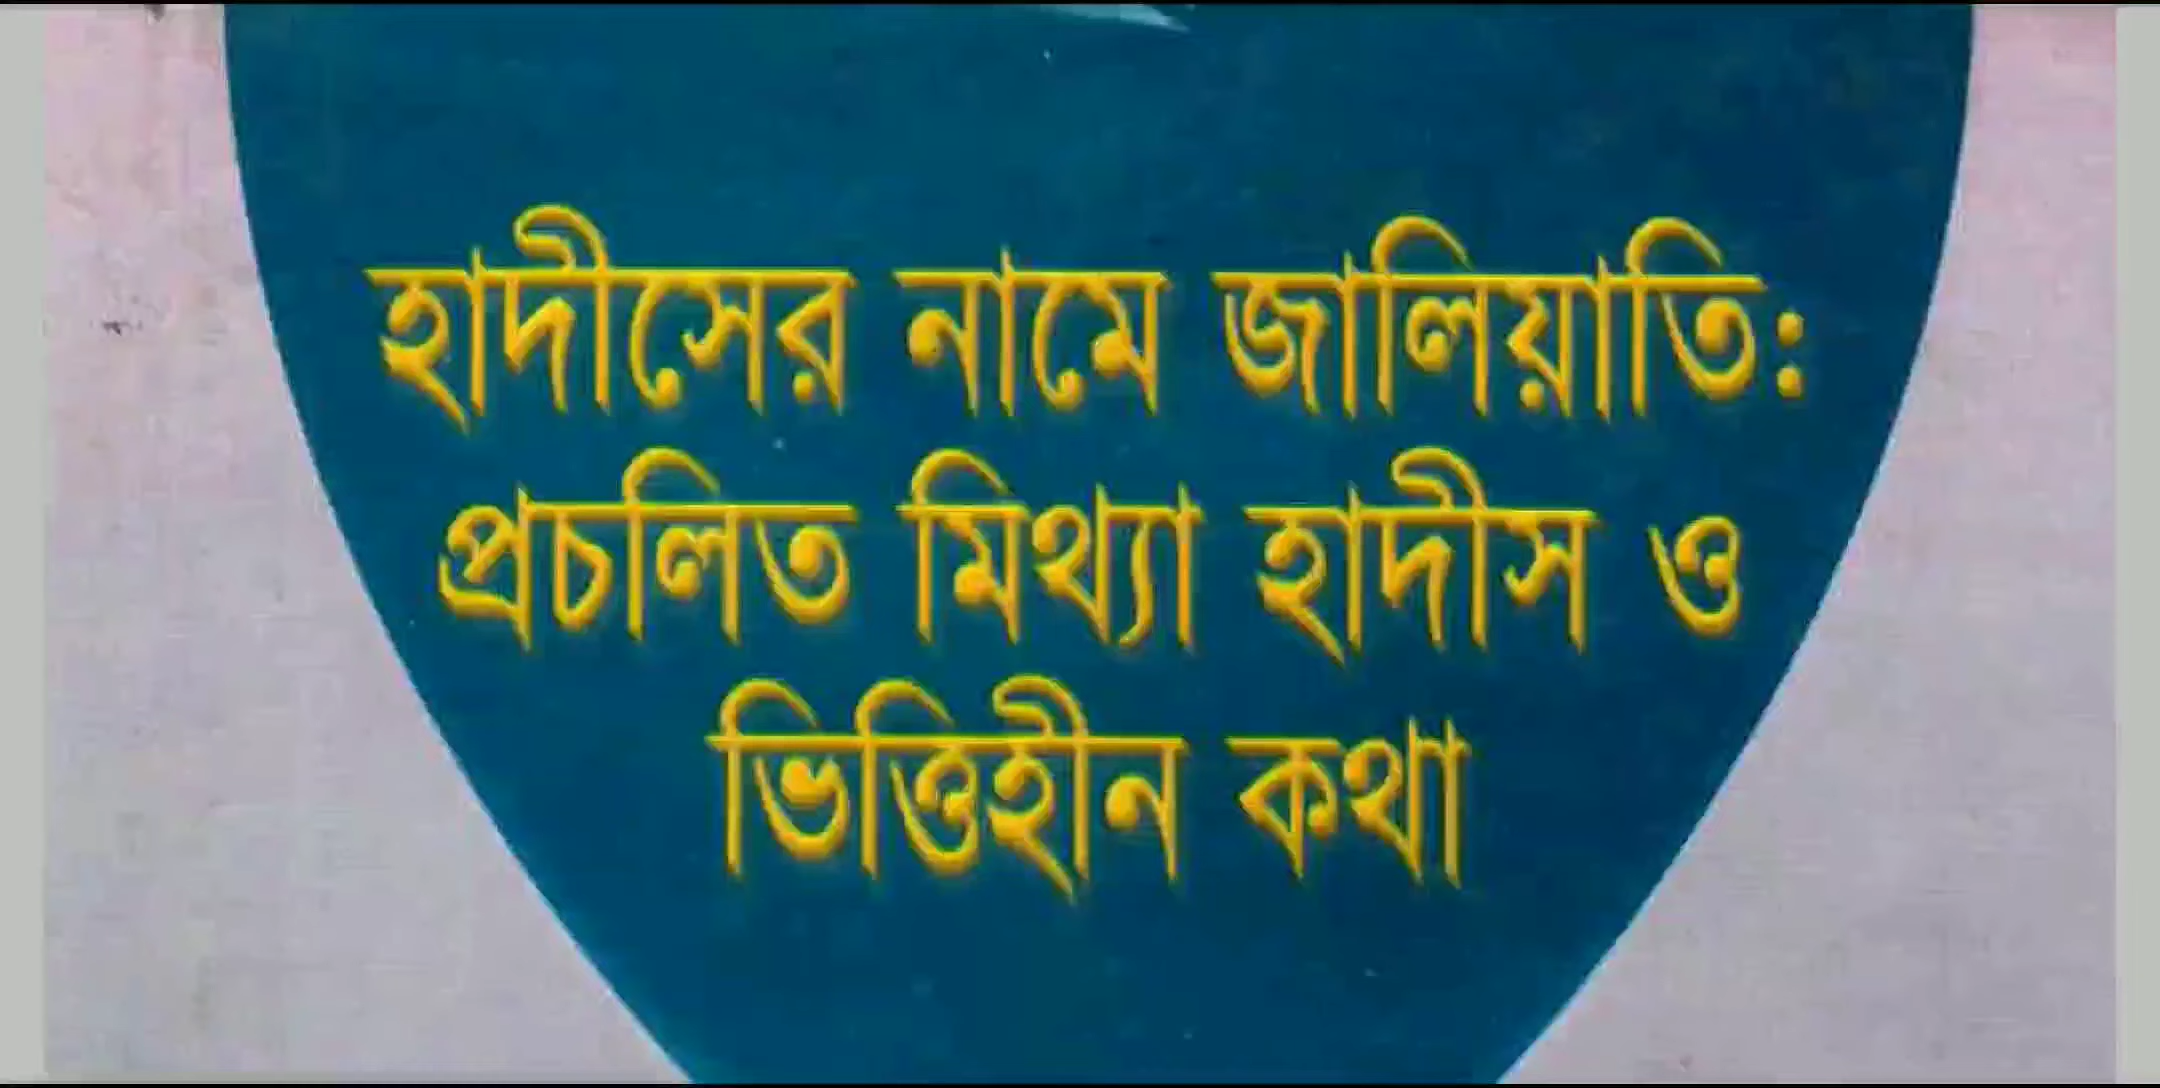 হাদীসের নামে জালিয়াতি:
প্রচলিত মিথ্যা হাদীস ও
ভিত্তিহীন কথা